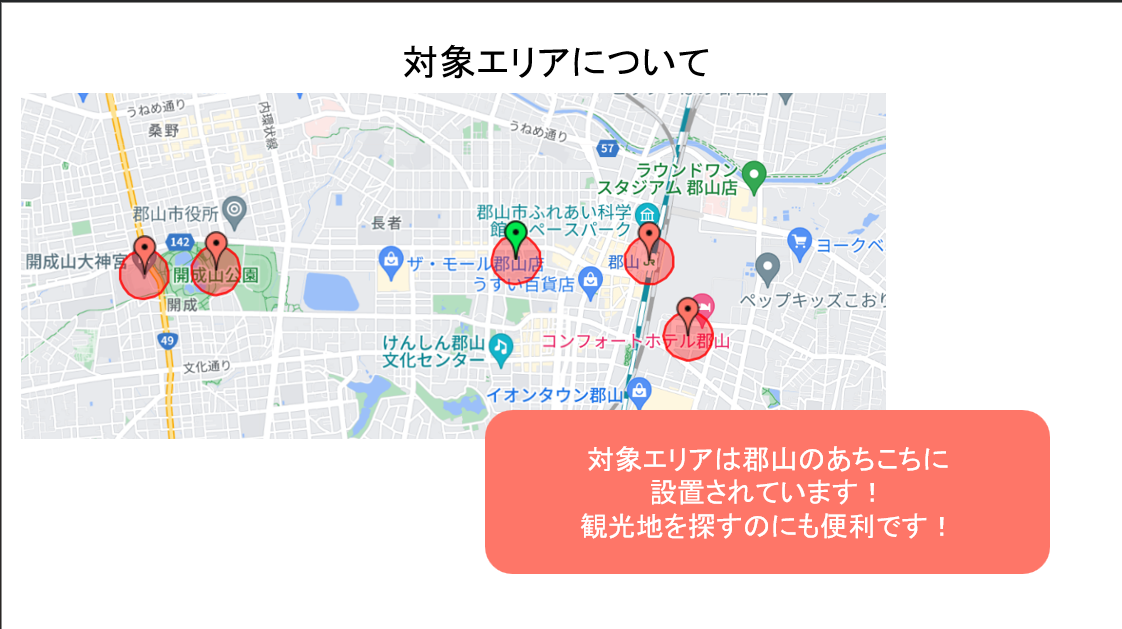 対象エリアについて
うねめ通り
桑野
内環状線
うねめ通り
57
ラウンドワン
スタジアム 郡山店
郡山市役所
長者
郡山市ふれあい科学
館 ペースパーク
142
ヨークベ
開成山大神宮
開成山公園
ザ・モール郡山店
郡山
うすい百貨店
開成
ペップキッズこおり
49
けんしん郡山
文化センター
コンフォートホテル郡山
文化通り
イオンタウン郡山
対象エリアは郡山のあちこちに
設置されています！
観光地を探すのにも便利です！